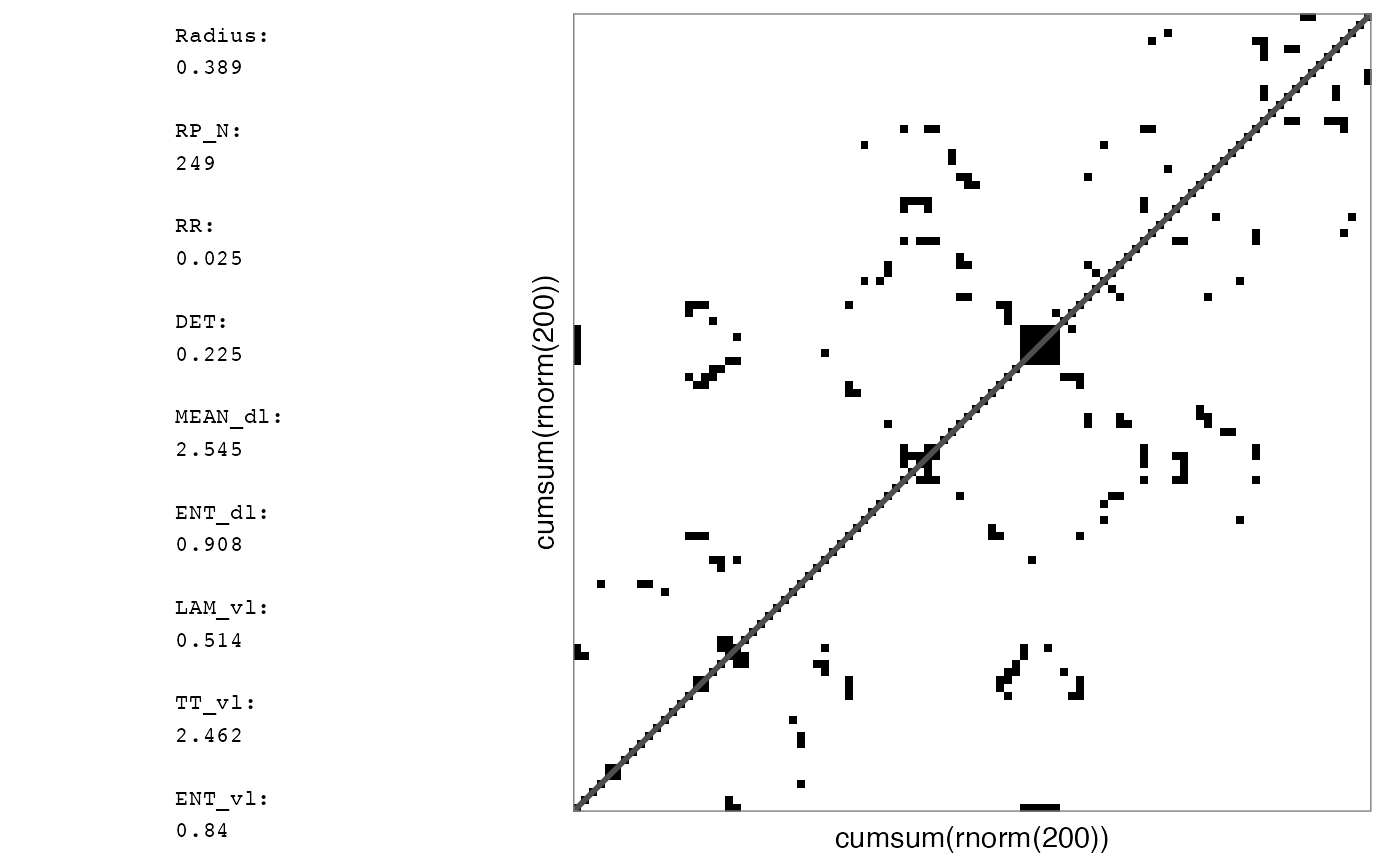 Radius:
0.389
RP_N:
249
RR:
0.025
DET:
0.225
MEAN_dl:
2.545
ENT_dl:
0.908
LAM_vl:
0.514
TT_vl:
2.462
ENT_vl:
0.84
cumsum(rnorm(200))
cumsum(rnorm(200))